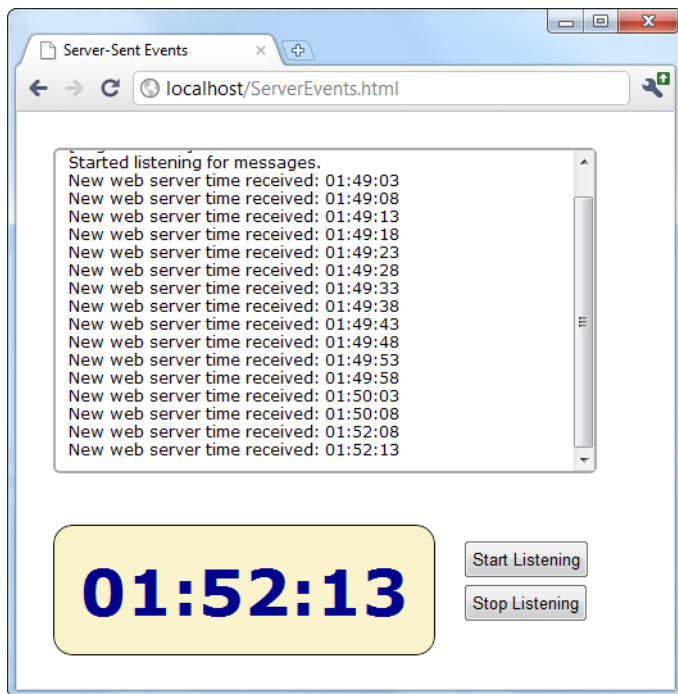 Server-Sent Events
localhost/ServerEvents.html
Started listening for messages.
New web server time received: 01:49:03
New web server time received: 01:49:08
New web server time received: 01:49:13
New web server time received: 01:49:18
New web server time received: 01:49:23
New web server time received: 01:49:28
New web server time received: 01:49:33
New web server time received: 01:49:38
New web server time received: 01:49:43
New web server time received: 01:49:48
New web server time received: 01:49:53
New web server time received: 01:49:58
New web server time received: 01:50:03
New web server time received: 01:50:08
New web server time received: 01:52:08
New web server time received: 01:52:13
01:52:13
Start Listening
Stop Listening